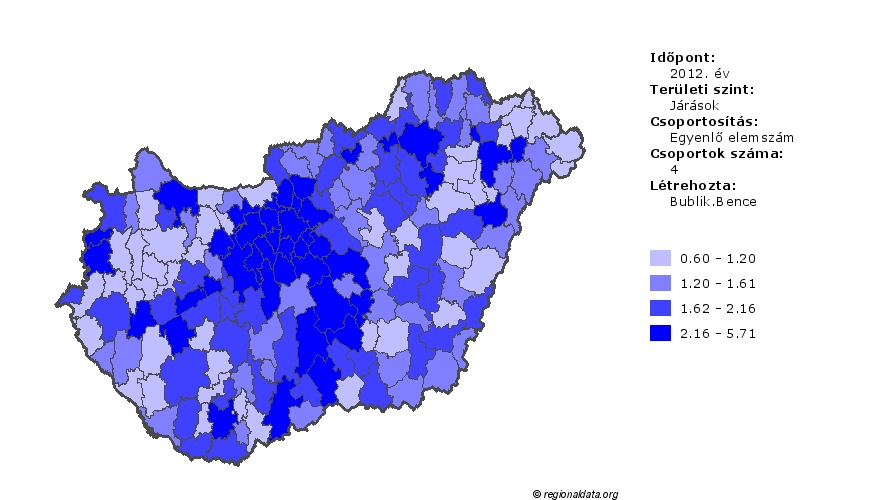 Időpont:
2012. év
Területi szint:
Járások
Csoportosítás:
Egyenlő elemszám
Csoportok száma:
4
Létrehozta:
Bublik.Bence
0.60 - 1.20
1.20 - 1.61
1.62 - 2.16
2.16 - 5.71
© regionaldata.org